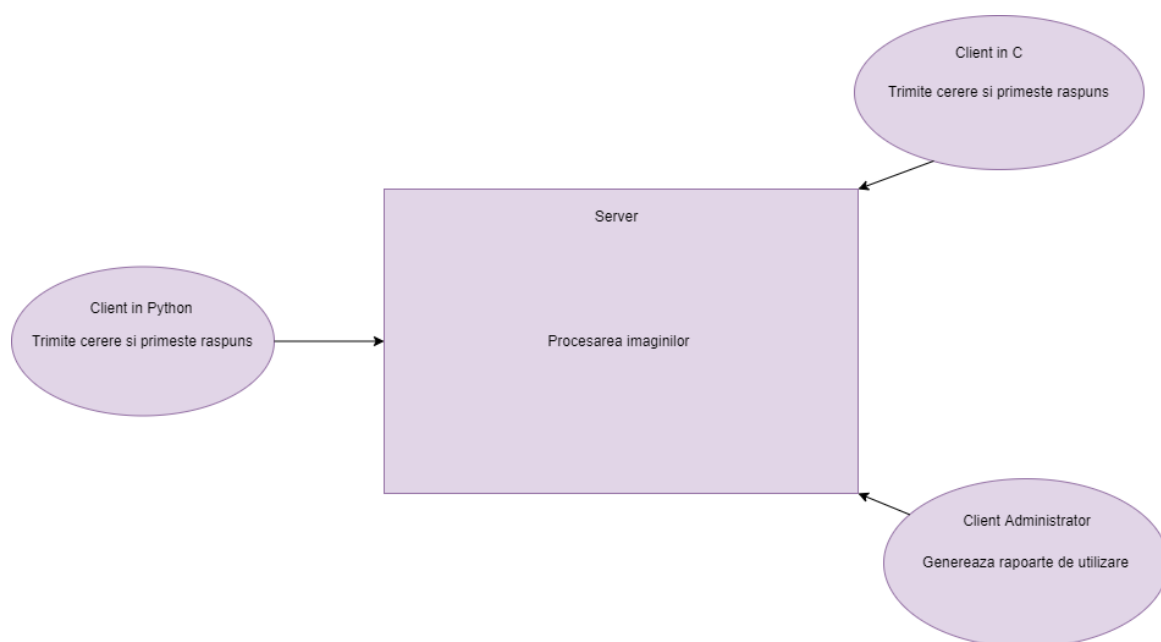 Client in C
Trimite cerere si primeste raspuns
Server
Procesarea imaginilor
Client in Python
Trimite cerere si primeste raspuns
Client Administrator
Genereaza rapoarte de utilizare